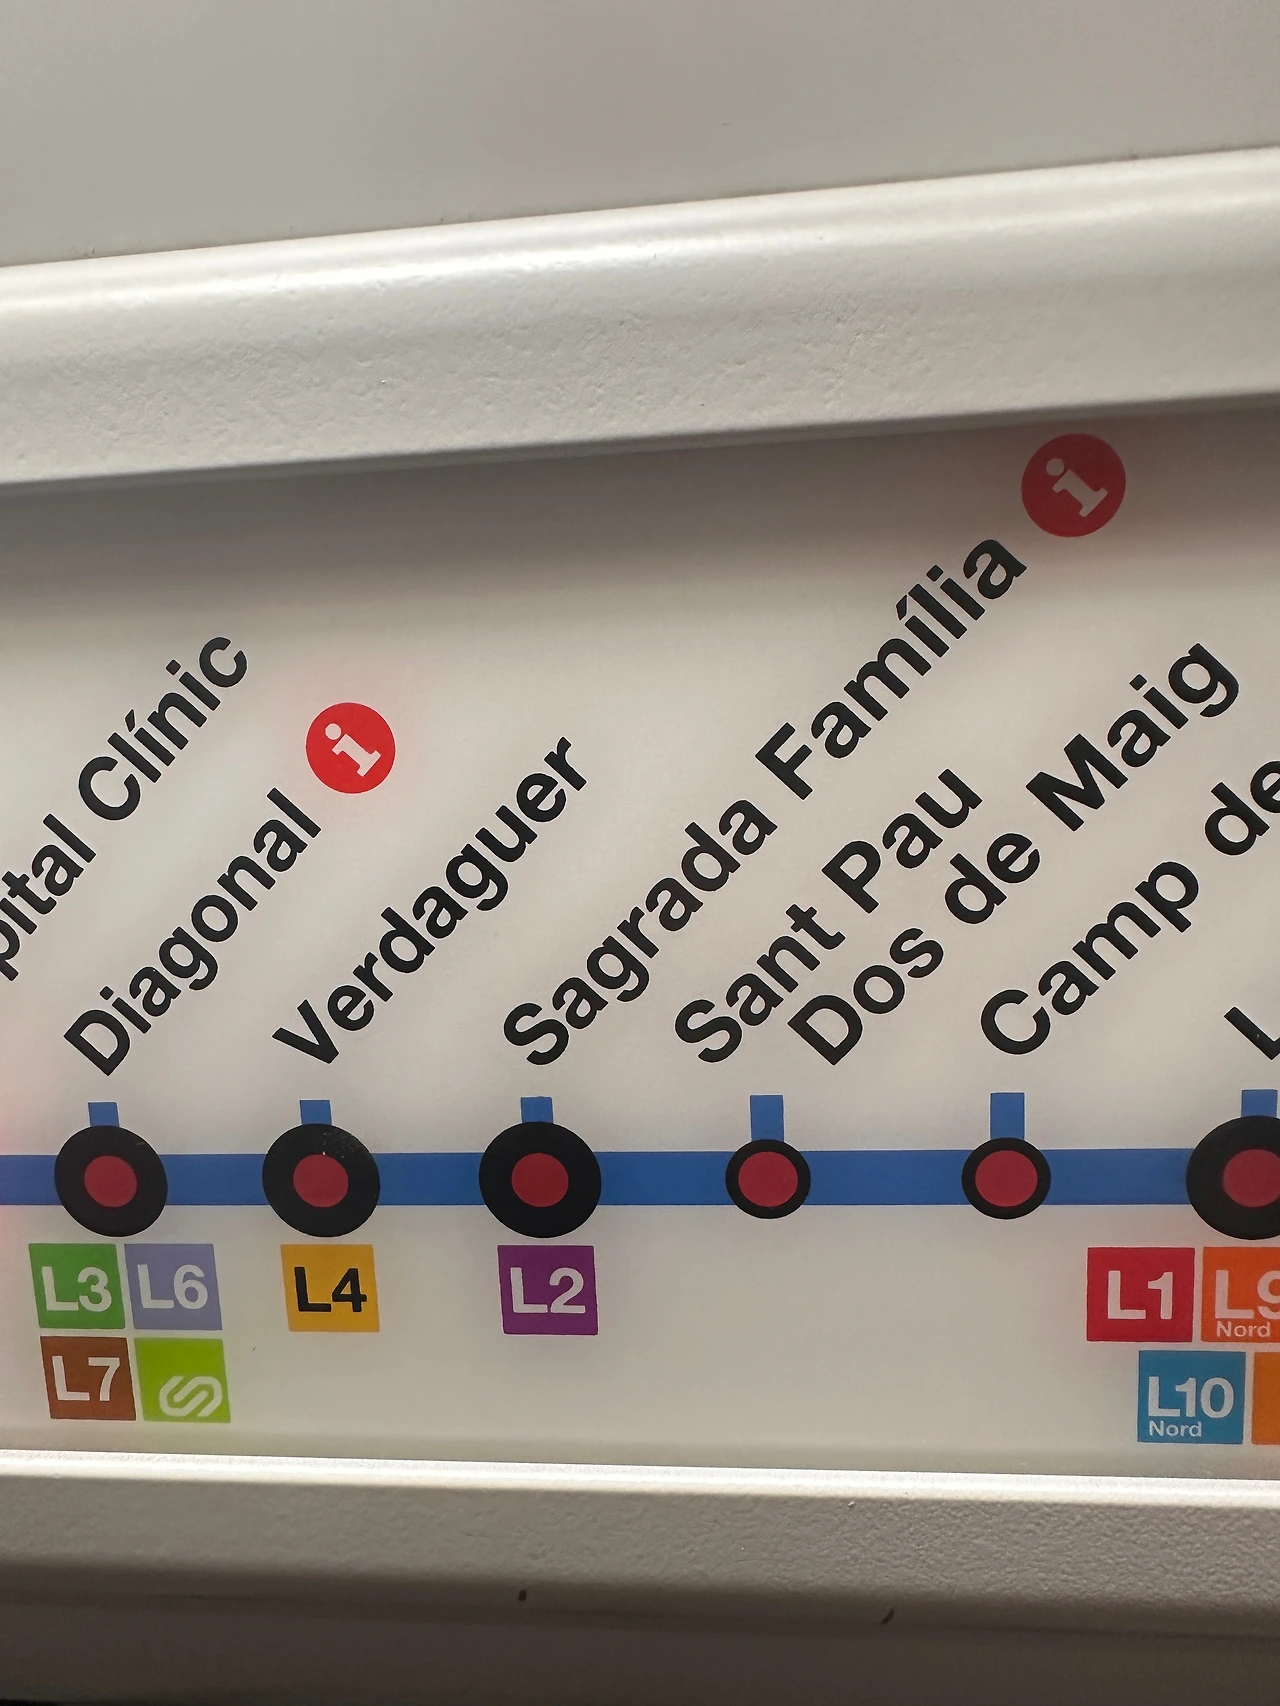 pital Clínic
Diagonal i
Verdaguer
Sagrada Família i
Sant Pau
Dos de Maig
Camp de
L
L3 L6
L7
L4
L2
L1 L9
Nord
L10
Nord